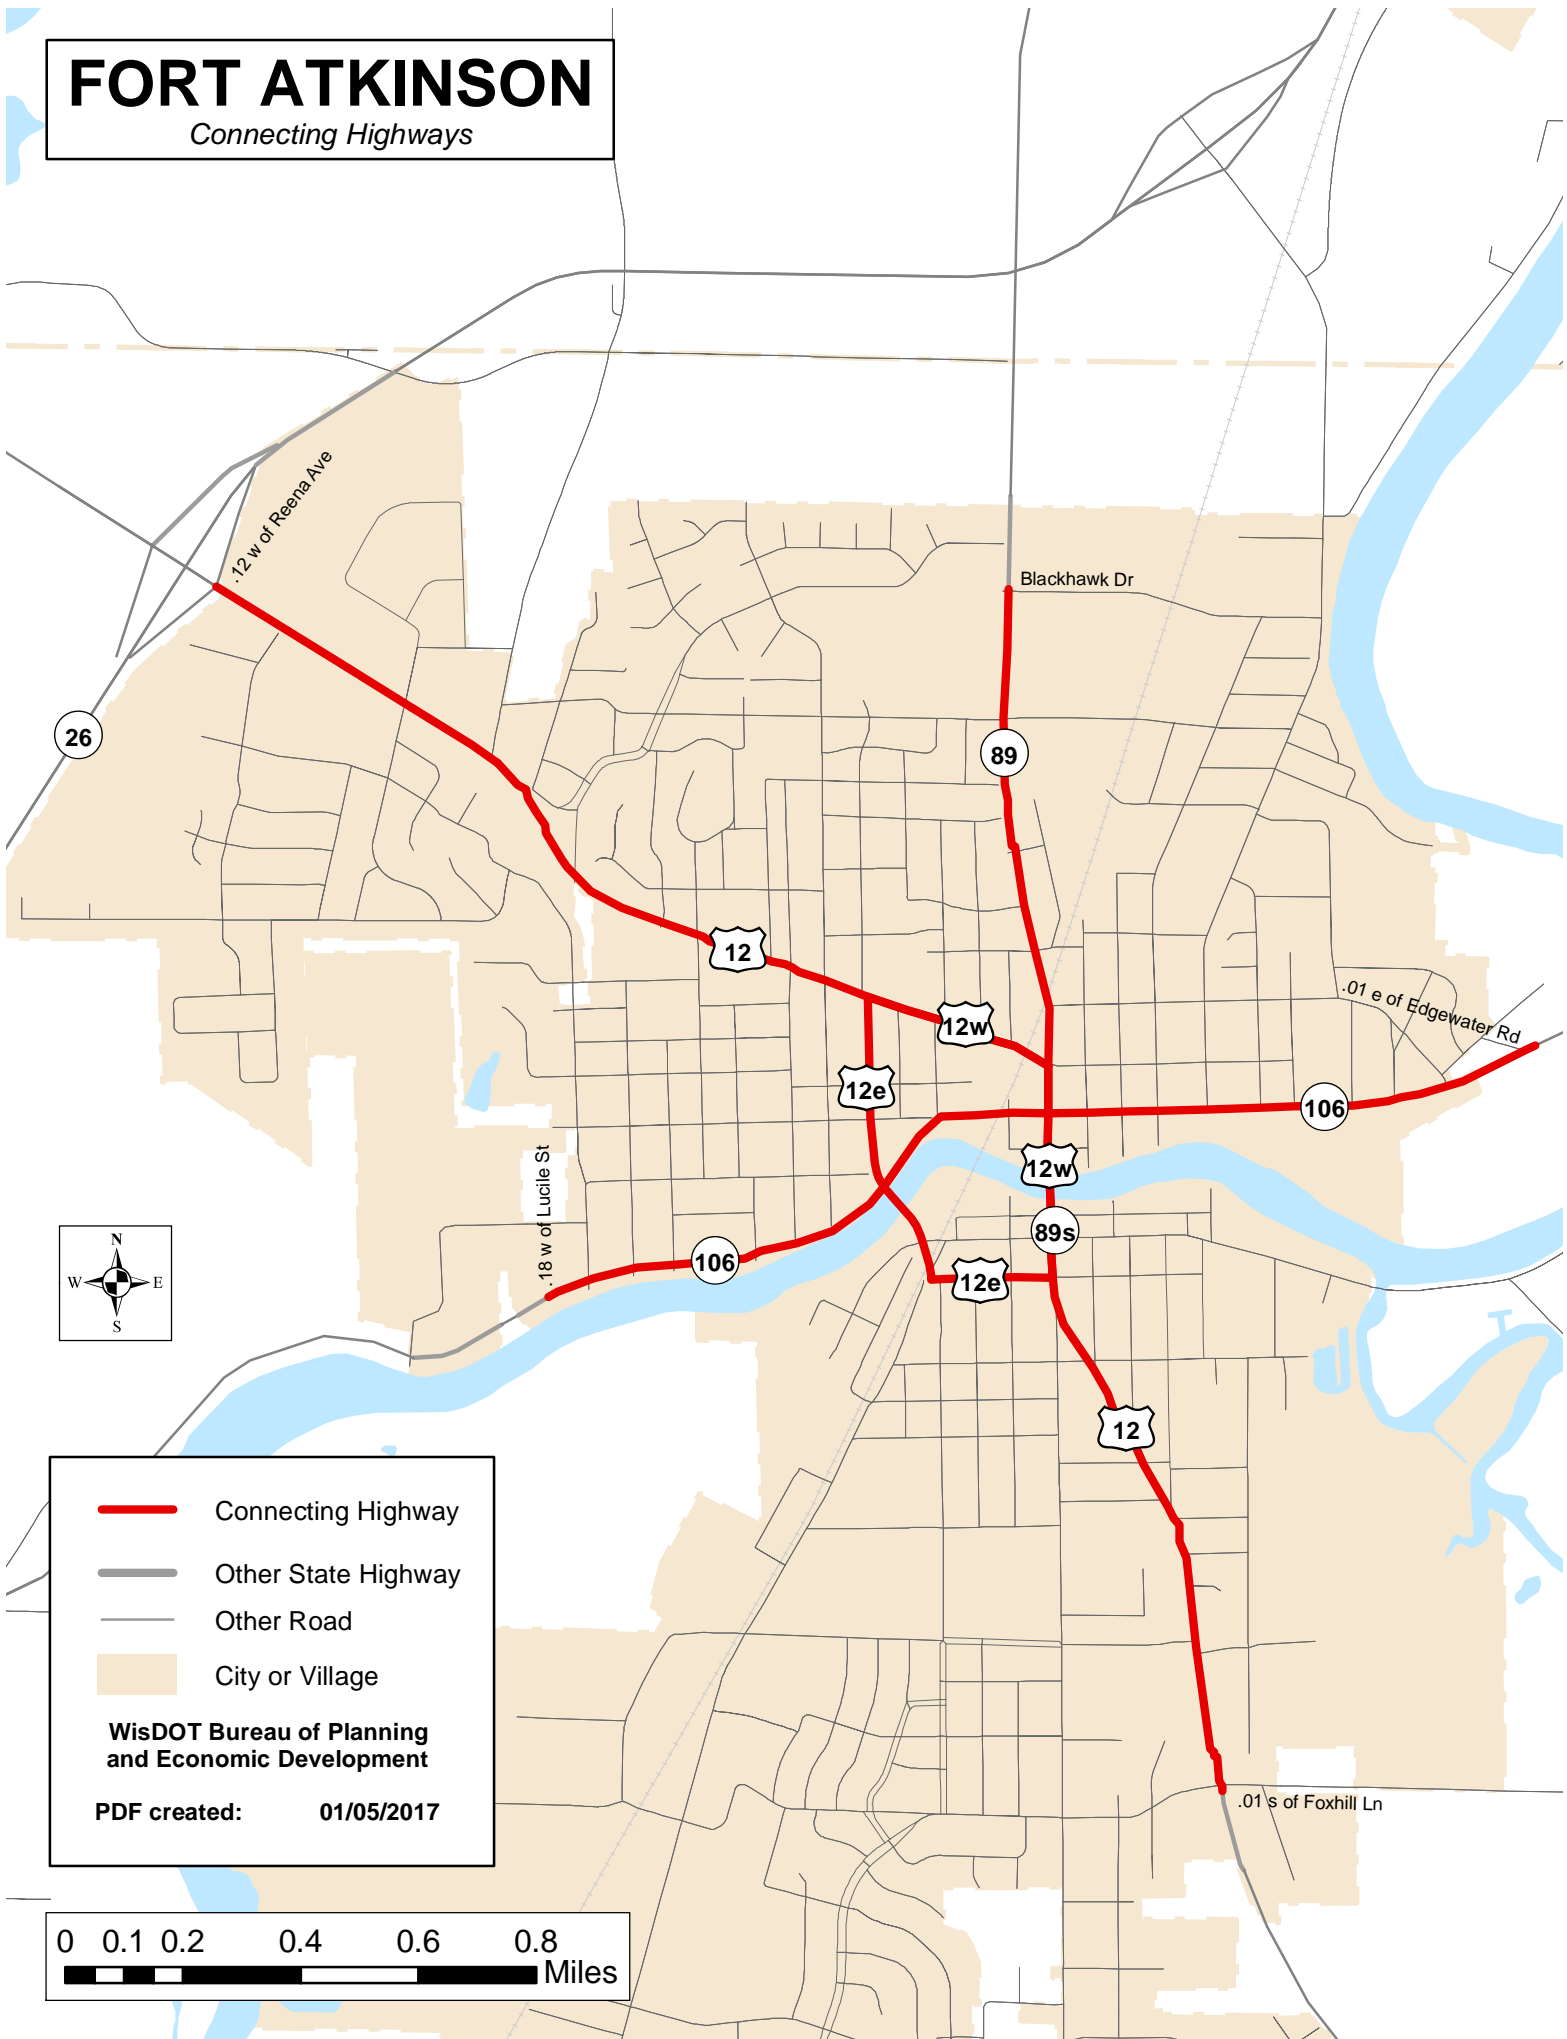 FORT ATKINSON
Connecting Highways
.12 w of Reena Ave
Blackhawk Dr
26
89
12
12w
.01 e of Edgewater Rd
12e
106
12w
.18 w of Lucile St
89s
106
12e
N
W E
S
12
Connecting Highway
Other State Highway
Other Road
City or Village
WisDOT Bureau of Planning
and Economic Development
PDF created: 01/05/2017
.01 s of Foxhill Ln
0 0.1 0.2 0.4 0.6 0.8
Miles